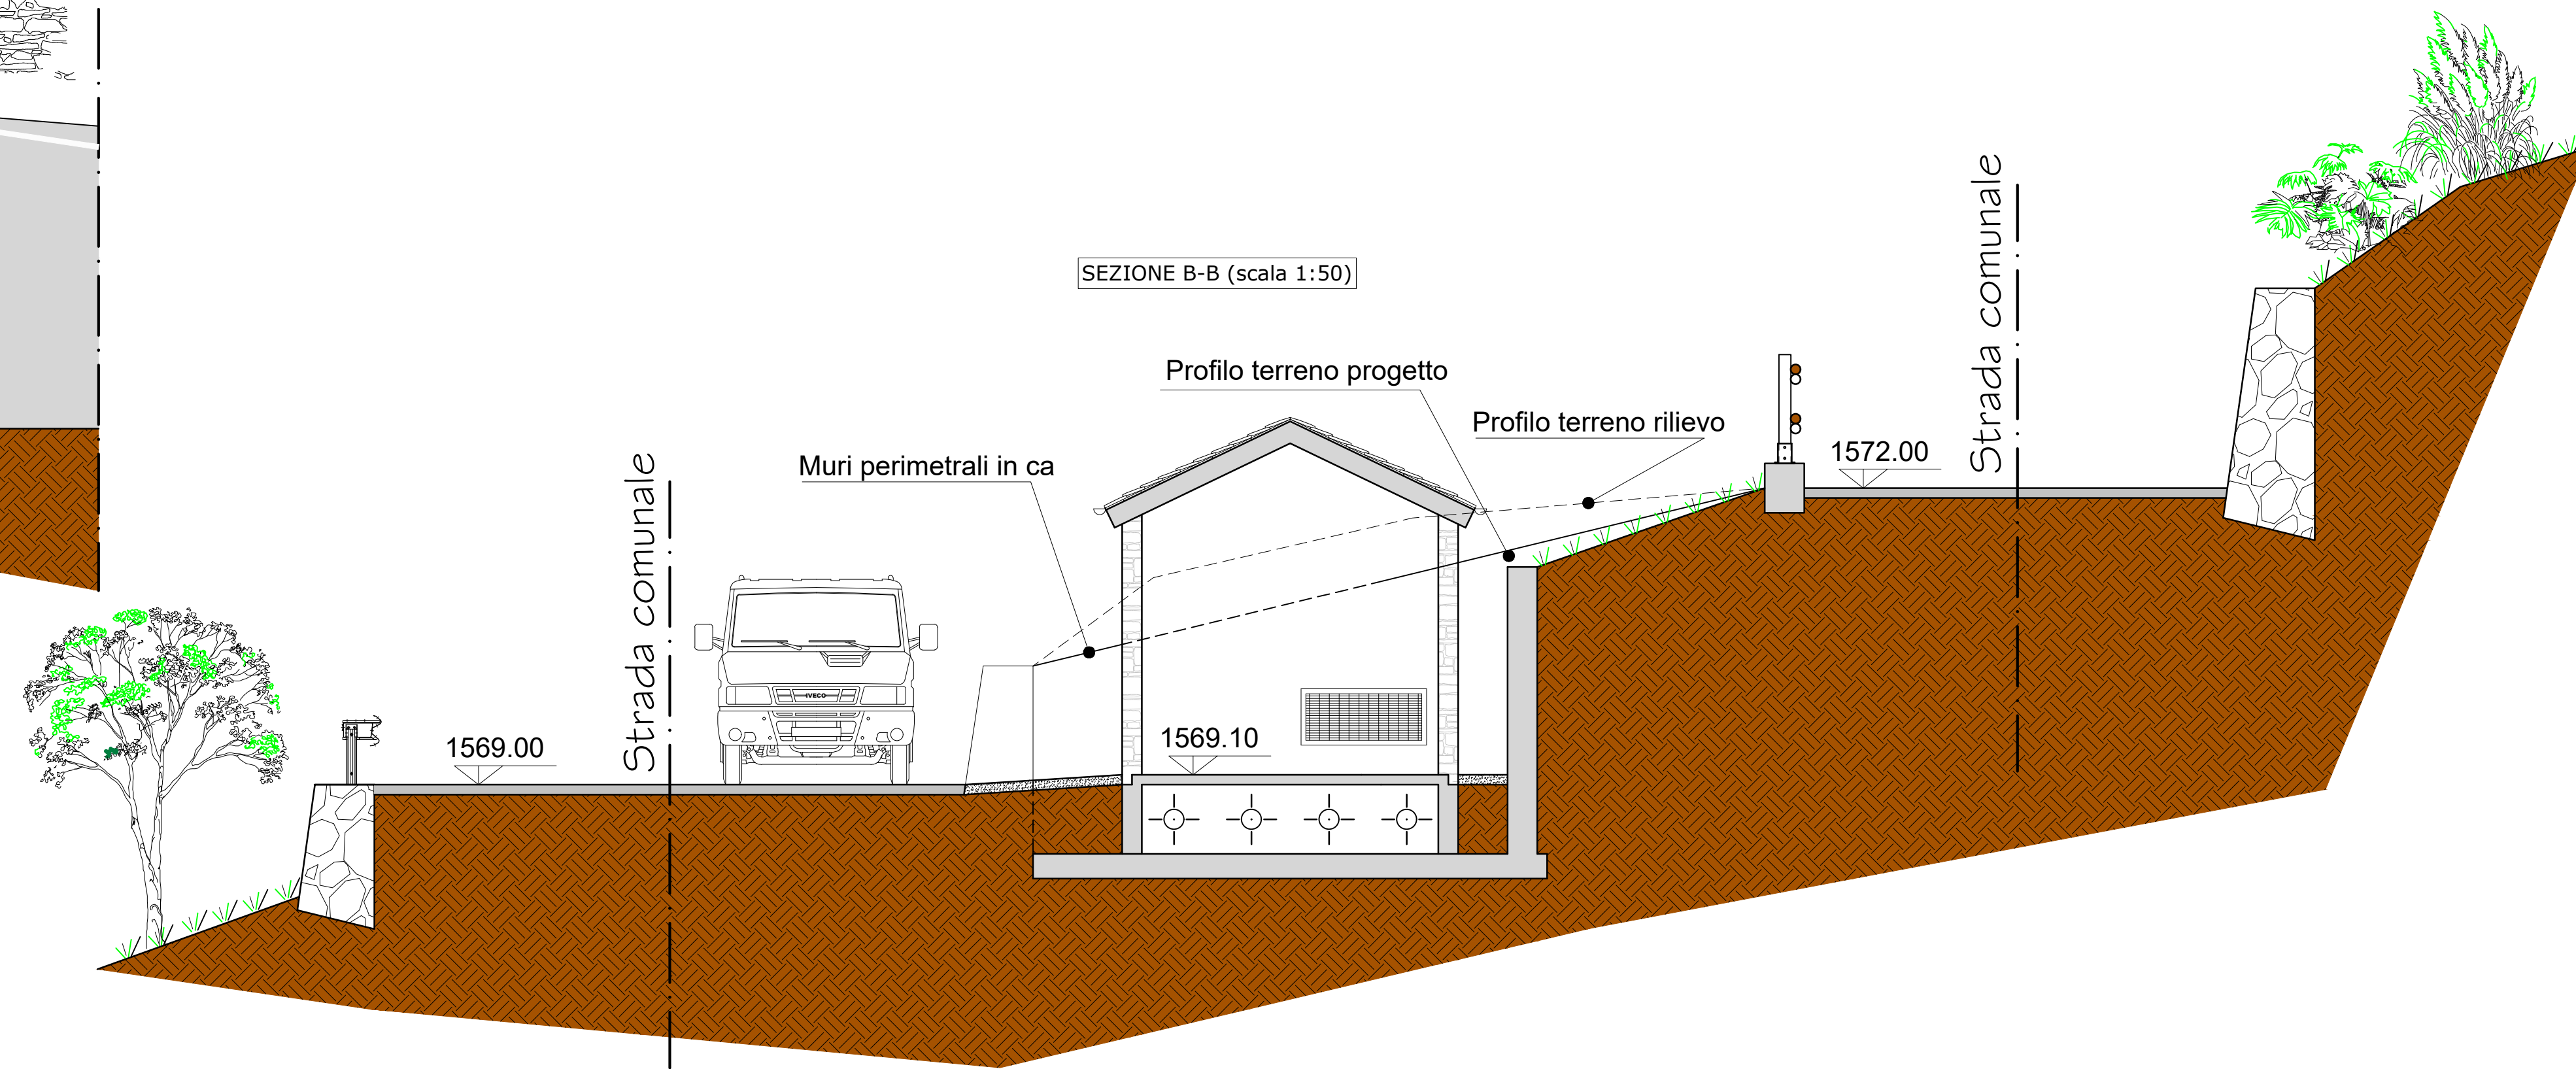 SEZIONE B-B (scala 1:50)
Profilo terreno progetto
Profilo terreno rilievo
Muri perimetrali in ca
1572.00
Strada comunale
Strada comunale
1569.00
1569.10
IVECO